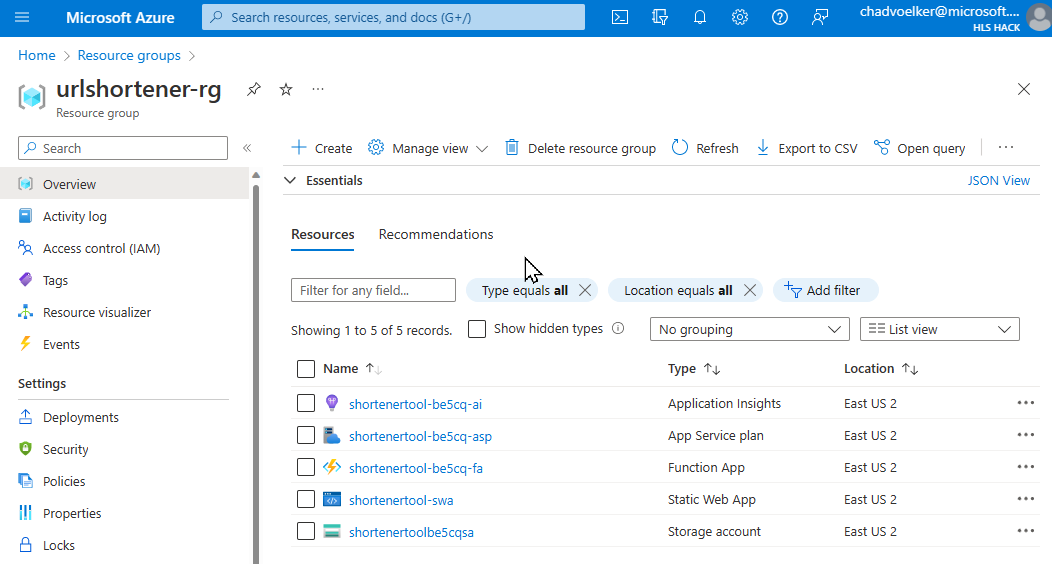 Microsoft Azure
Search resources, services, and docs (G+/)
chadvoelker@microsoft....
HLS HACK
Home > Resource groups >
urlshortener-rg
Resource group
Search
Overview
Activity log
Access control (IAM)
Tags
Resource visualizer
Events
Settings
Deployments
Security
Policies
Properties
Locks
Create Manage view Delete resource group Refresh Export to CSV Open query
Essentials JSON View
Resources Recommendations
Filter for any field... Type equals all Location equals all Add filter
Showing 1 to 5 of 5 records. Show hidden types No grouping List view
Name Type Location
shortenertool-be5cq-ai Application Insights East US 2
shortenertool-be5cq-asp App Service plan East US 2
shortenertool-be5cq-fa Function App East US 2
shortenertool-swa Static Web App East US 2
shortenertoolbe5cqsa Storage account East US 2